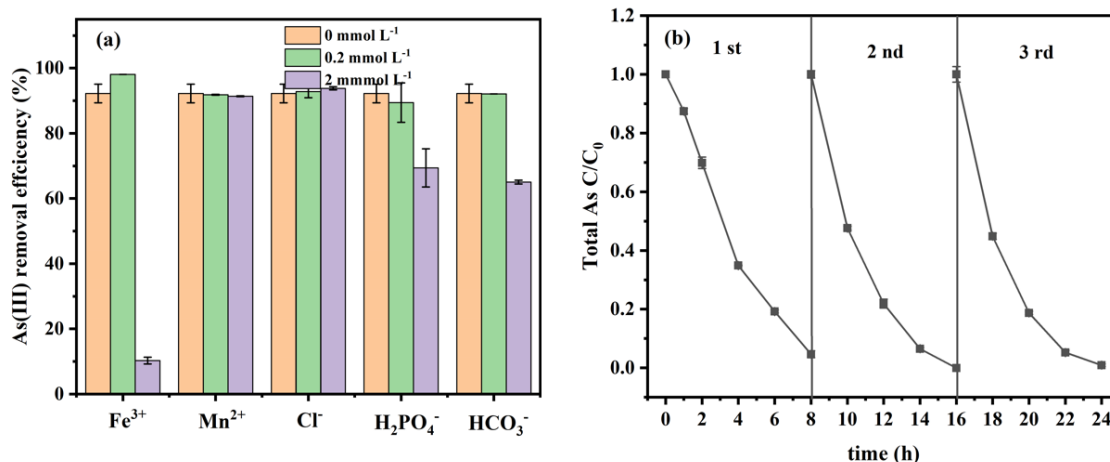 (a)
0 mmol L⁻¹
0.2 mmol L⁻¹
2 mmmol L⁻¹
As(III) removal effcicency (%)
100
80
60
40
20
0
Fe³⁺ Mn²⁺ Cl⁻ H₂PO₄⁻ HCO₃⁻
(b)
1 st 2 nd 3 rd
Total As C/C₀
1.2
1.0
0.8
0.6
0.4
0.2
0.0
0 2 4 6 8 10 12 14 16 18 20 22 24
time (h)